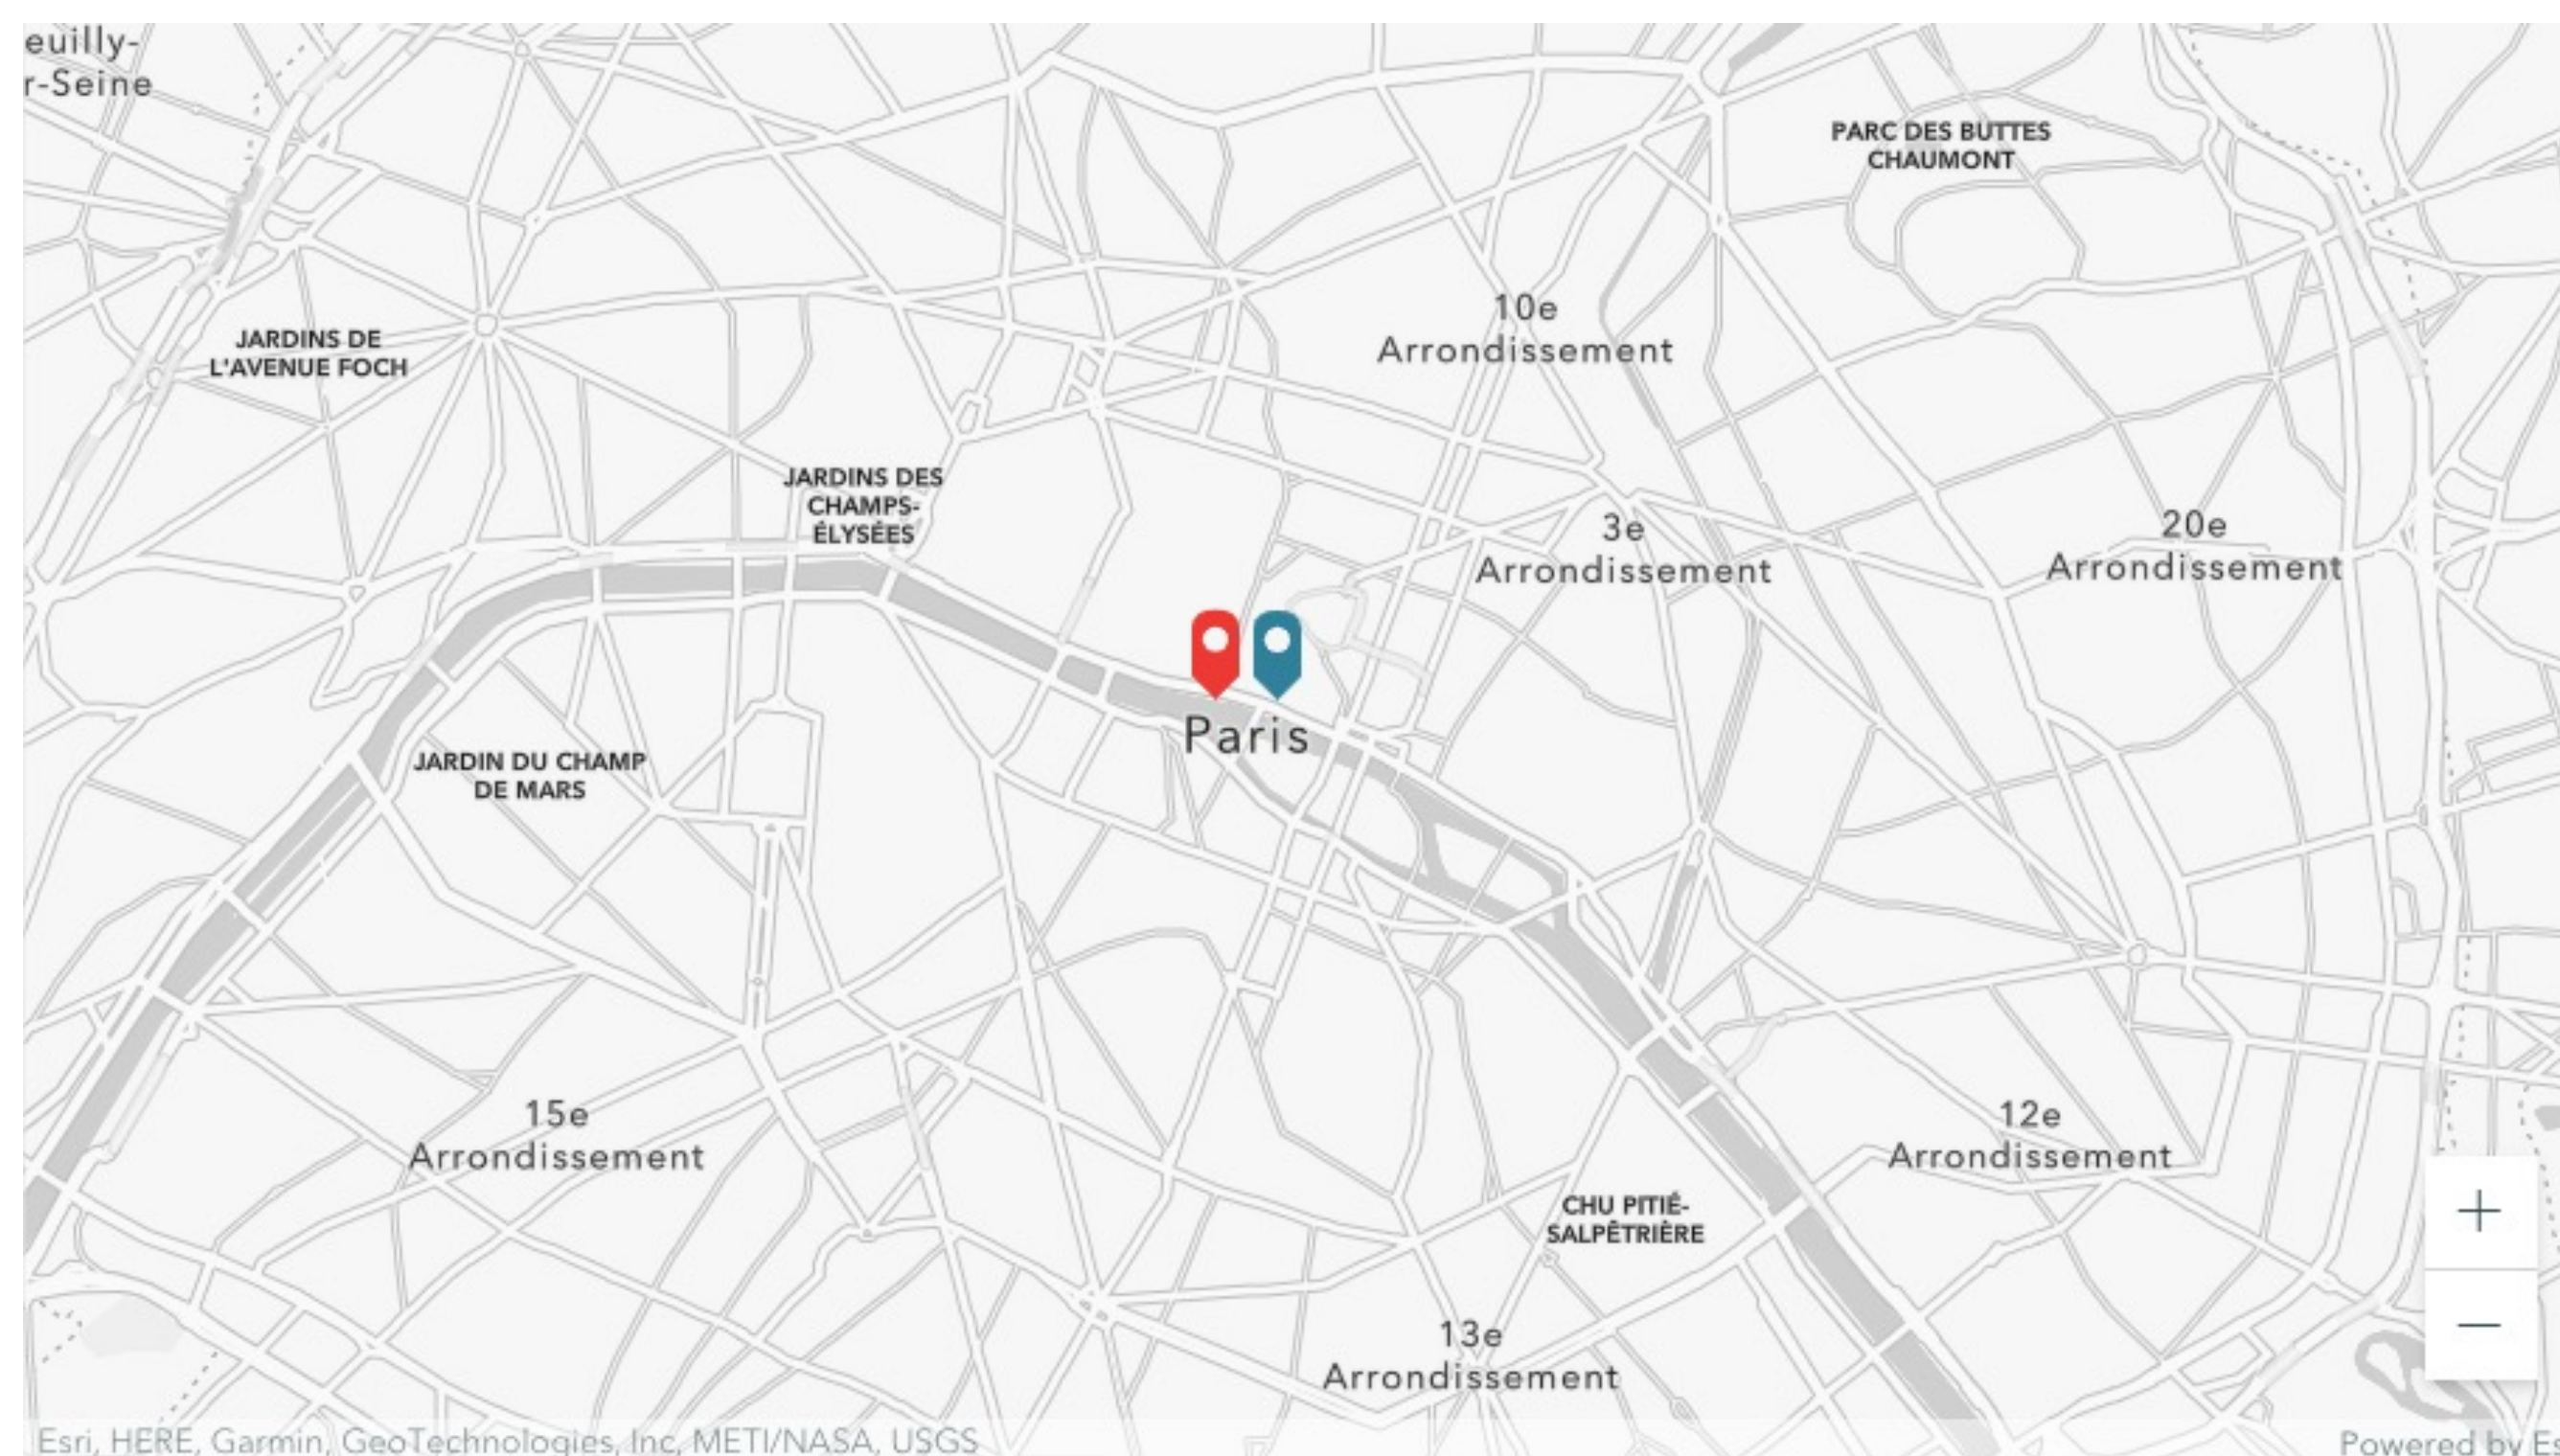 euilly-
r-Seine
PARC DES BUTTES
CHAUMONT
10e
Arrondissement
JARDINS DE
L'AVENUE FOCH
JARDINS DES
CHAMPS-
ÉLYSÉES
3e
Arrondissement
20e
Arrondissement
Paris
JARDIN DU CHAMP
DE MARS
15e
Arrondissement
12e
Arrondissement
CHU PITIÉ-
SALPÊTRIÈRE
13e
Arrondissement
Esri, HERE, Garmin, GeoTechnologies, Inc, METI/NASA, USGS
Powered by Es